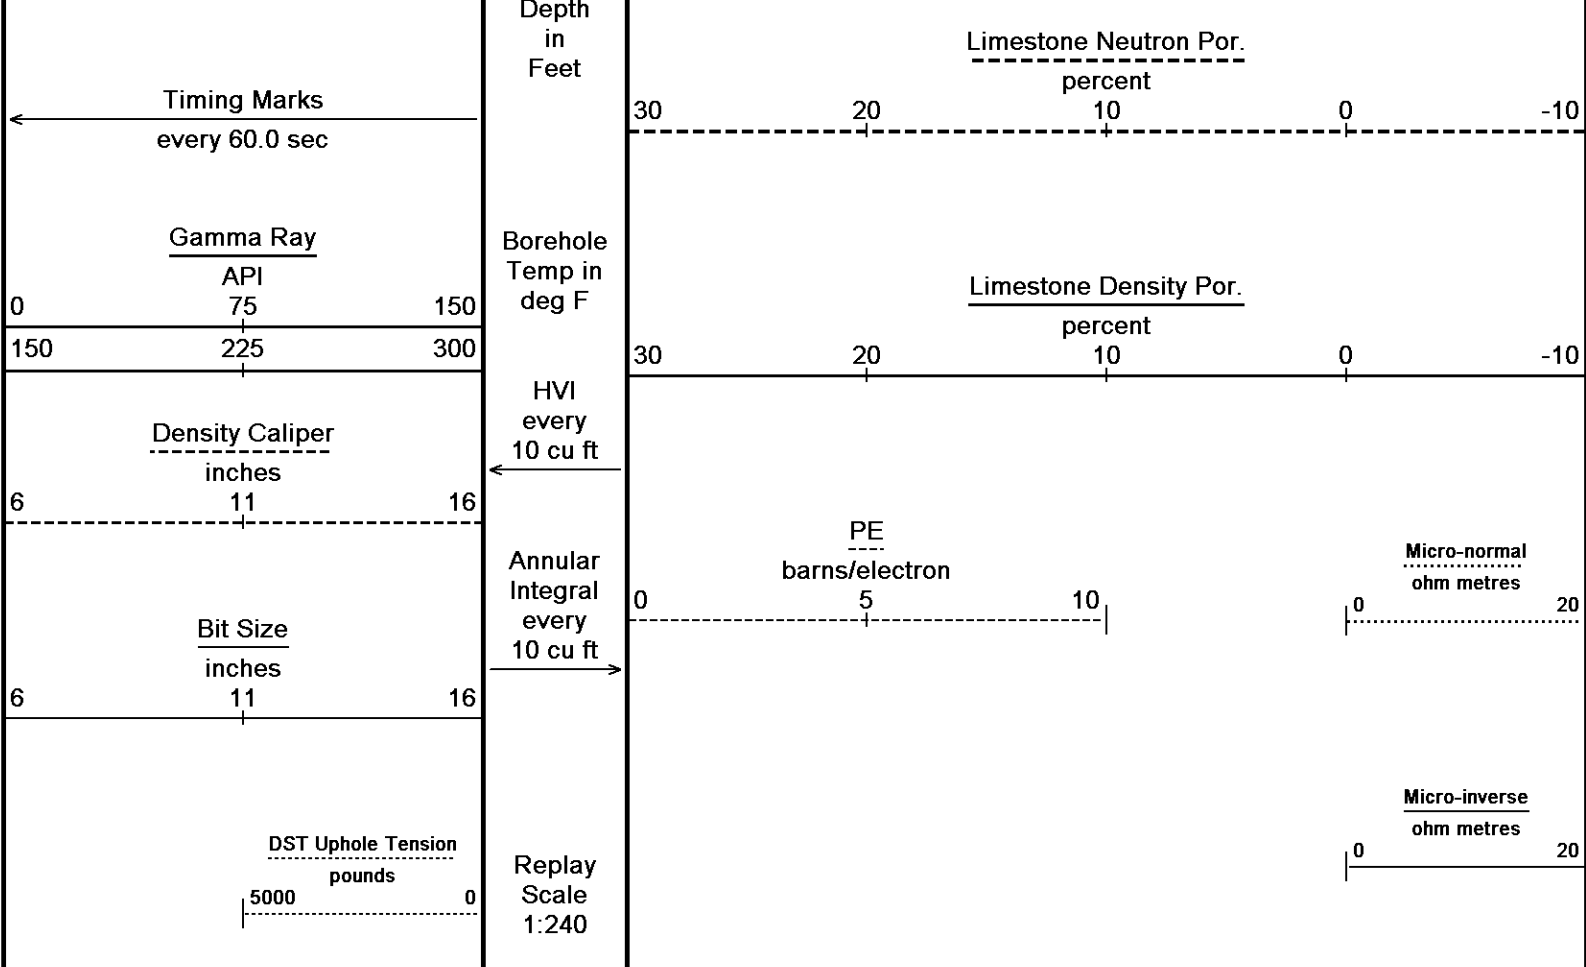 Timing Marks
every 60.0 sec
Gamma Ray
API
0 75 150
150 225 300
Density Caliper
inches
6 11 16
Bit Size
inches
6 11 16
DST Uphole Tension
pounds
5000 0
Depth
in
Feet
Borehole
Temp in
deg F
HVI
every
10 cu ft
Annular
Integral
every
10 cu ft
Replay
Scale
1:240
Limestone Neutron Por.
percent
30 20 10 0 -10
Limestone Density Por.
percent
30 20 10 0 -10
PE
barns/electron
0 5 10
Micro-normal
ohm metres
0 20
Micro-inverse
ohm metres
0 20